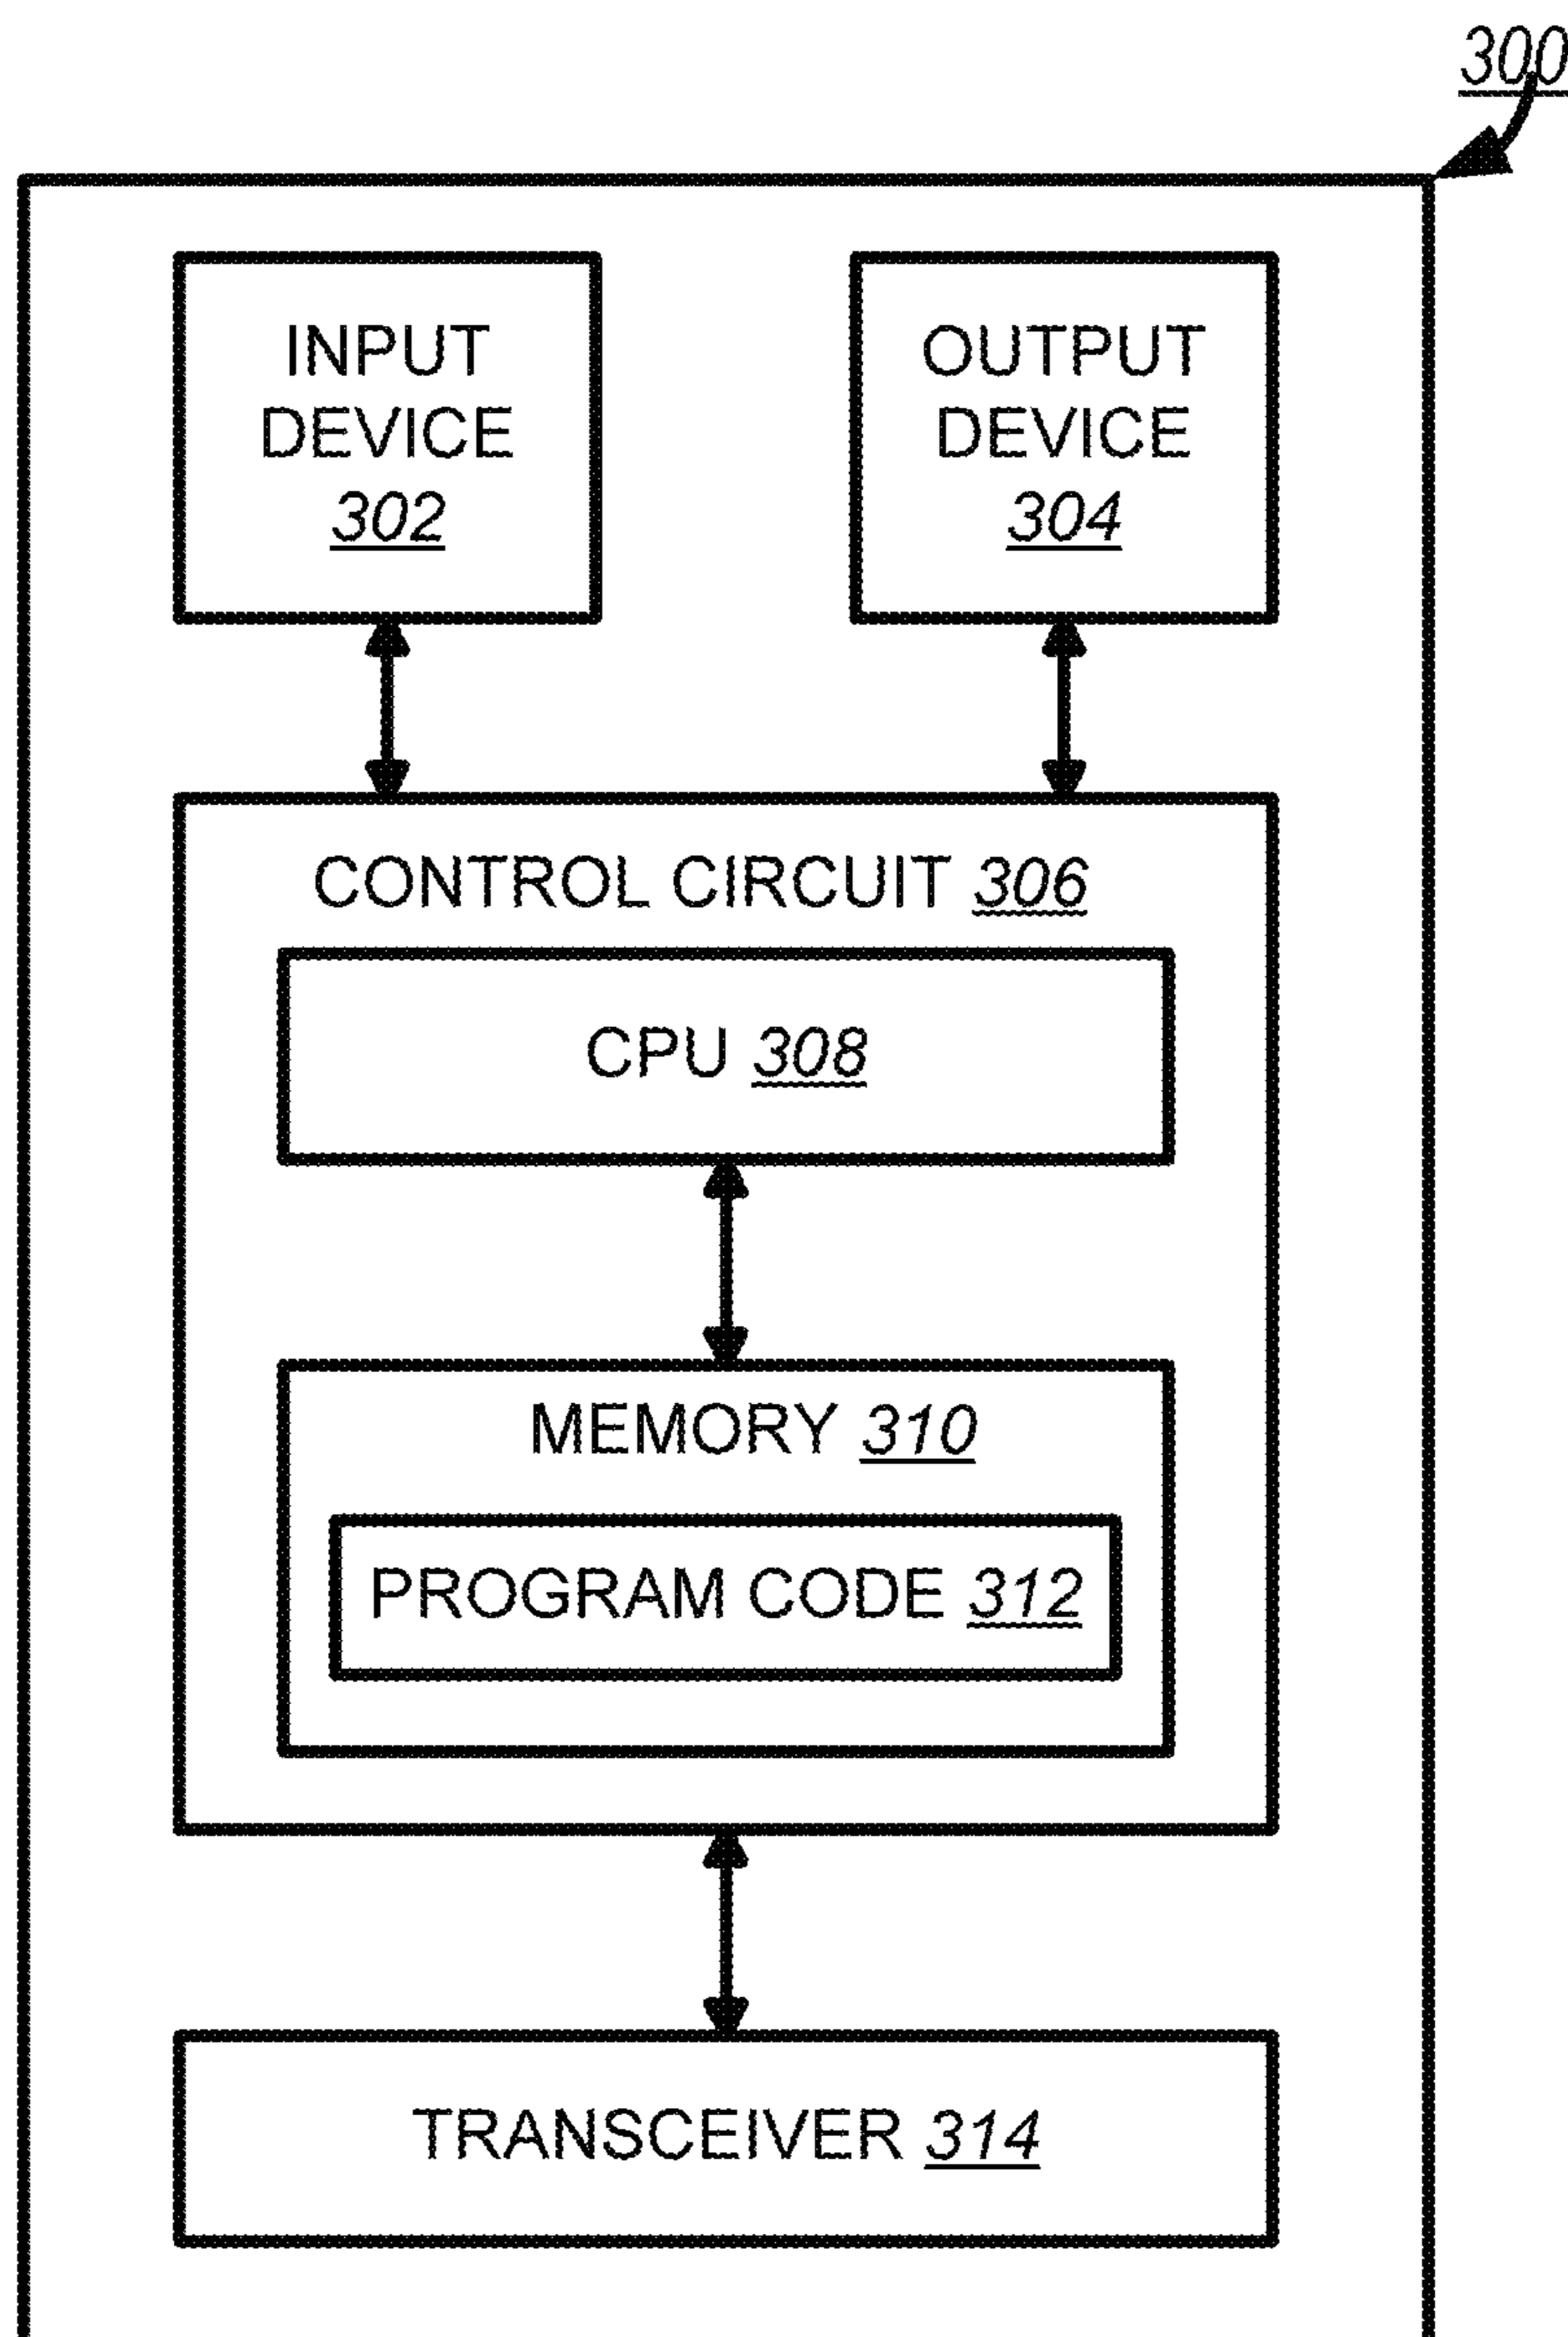 300
INPUT
DEVICE
302
OUTPUT
DEVICE
304
CONTROL CIRCUIT 306
CPU 308
MEMORY 310
PROGRAM CODE 312
TRANSCEIVER 314